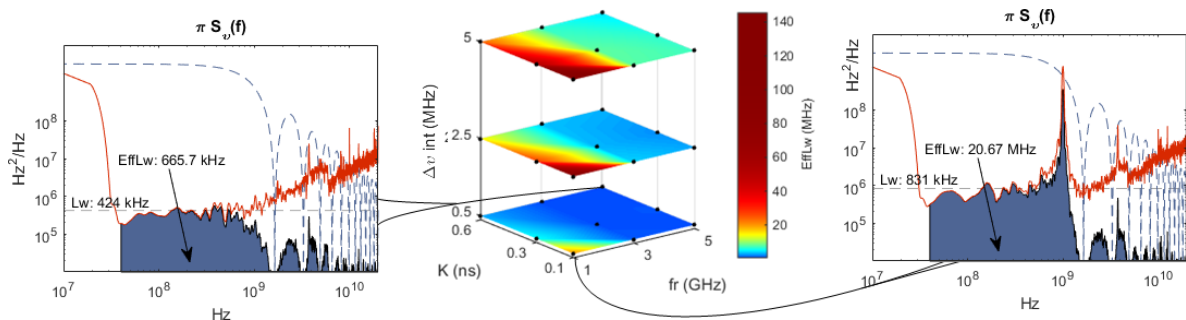 π S_υ(f)
Hz²/Hz
10⁸
10⁷
10⁶
10⁵
EffLw: 665.7 kHz
Lw: 424 kHz
10⁷ 10⁸ 10⁹ 10¹⁰
Hz
Δυ int (MHz)
5
2.5
0.5
0.6
0.3
0.1
K (ns)
1
3
5
fr (GHz)
140
120
100
80
60
40
20
EffLw (MHz)
π S_υ(f)
Hz²/Hz
10⁸
10⁷
10⁶
10⁵
EffLw: 20.67 MHz
Lw: 831 kHz
10⁷ 10⁸ 10⁹ 10¹⁰
Hz